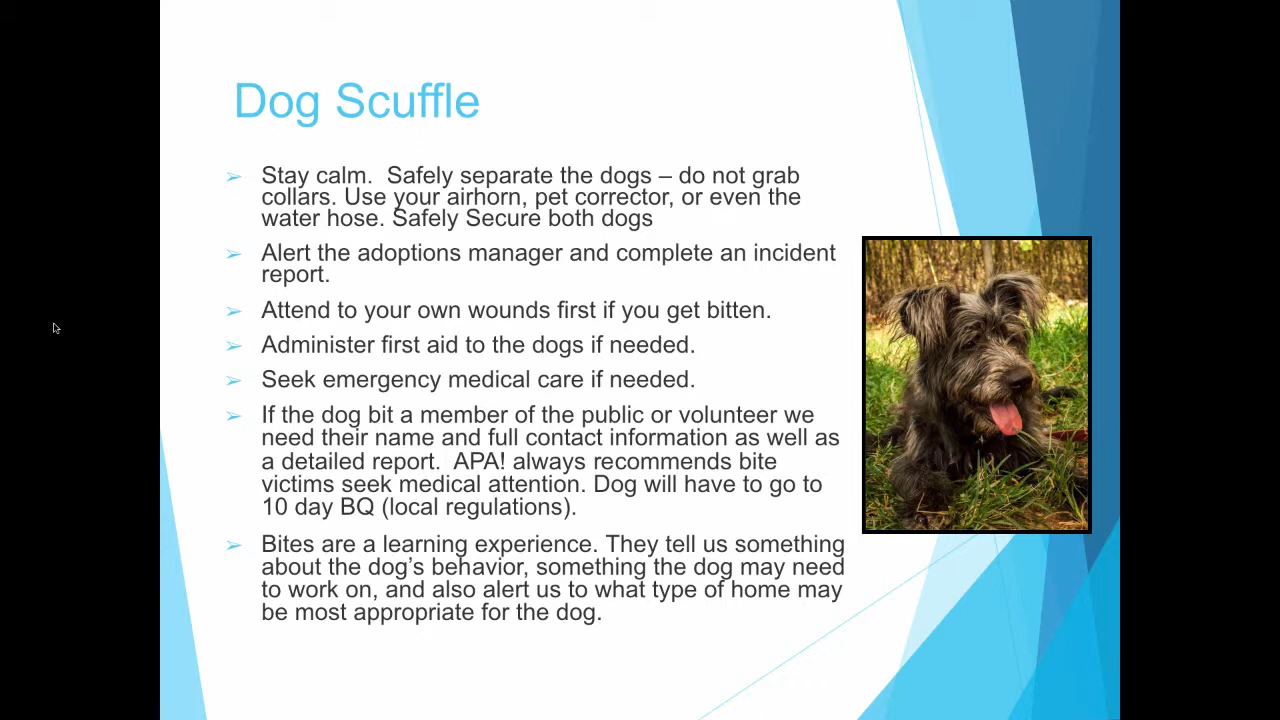 Dog Scuffle
➢ Stay calm.  Safely separate the dogs – do not grab
collars. Use your airhorn, pet corrector, or even the
water hose. Safely Secure both dogs
➢ Alert the adoptions manager and complete an incident
report.
➢ Attend to your own wounds first if you get bitten.
➢ Administer first aid to the dogs if needed.
➢ Seek emergency medical care if needed.
➢ If the dog bit a member of the public or volunteer we
need their name and full contact information as well as
a detailed report.  APA! always recommends bite
victims seek medical attention. Dog will have to go to
10 day BQ (local regulations).
➢ Bites are a learning experience. They tell us something
about the dog’s behavior, something the dog may need
to work on, and also alert us to what type of home may
be most appropriate for the dog.